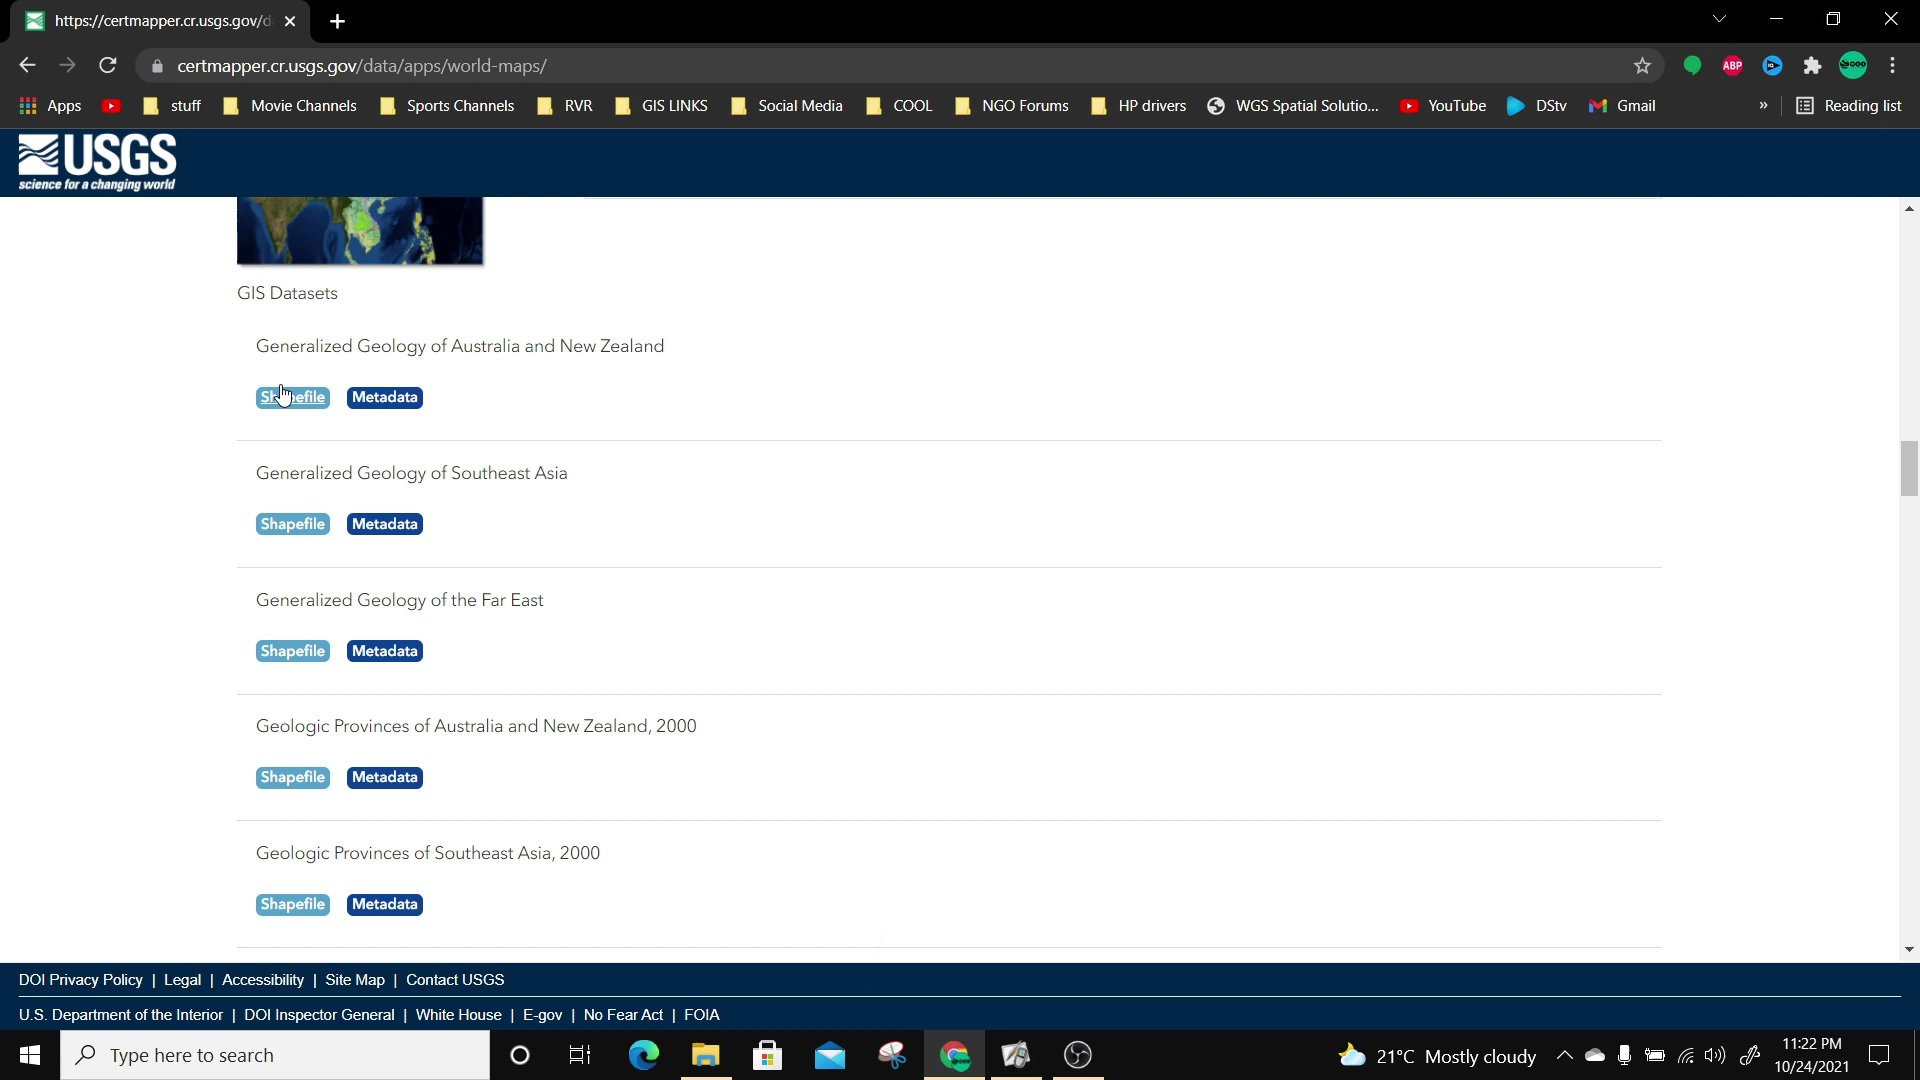 https://certmapper.cr.usgs.gov/d
certmapper.cr.usgs.gov/data/apps/world-maps/
ABP
Apps stuff Movie Channels Sports Channels RVR GIS LINKS Social Media COOL NGO Forums HP drivers WGS Spatial Solutio... YouTube DStv Gmail » Reading list
USGS
science for a changing world
GIS Datasets
Generalized Geology of Australia and New Zealand
Shapefile Metadata
Generalized Geology of Southeast Asia
Shapefile Metadata
Generalized Geology of the Far East
Shapefile Metadata
Geologic Provinces of Australia and New Zealand, 2000
Shapefile Metadata
Geologic Provinces of Southeast Asia, 2000
Shapefile Metadata
DOI Privacy Policy | Legal | Accessibility | Site Map | Contact USGS
U.S. Department of the Interior | DOI Inspector General | White House | E-gov | No Fear Act | FOIA
Type here to search 21°C Mostly cloudy 11:22 PM
10/24/2021